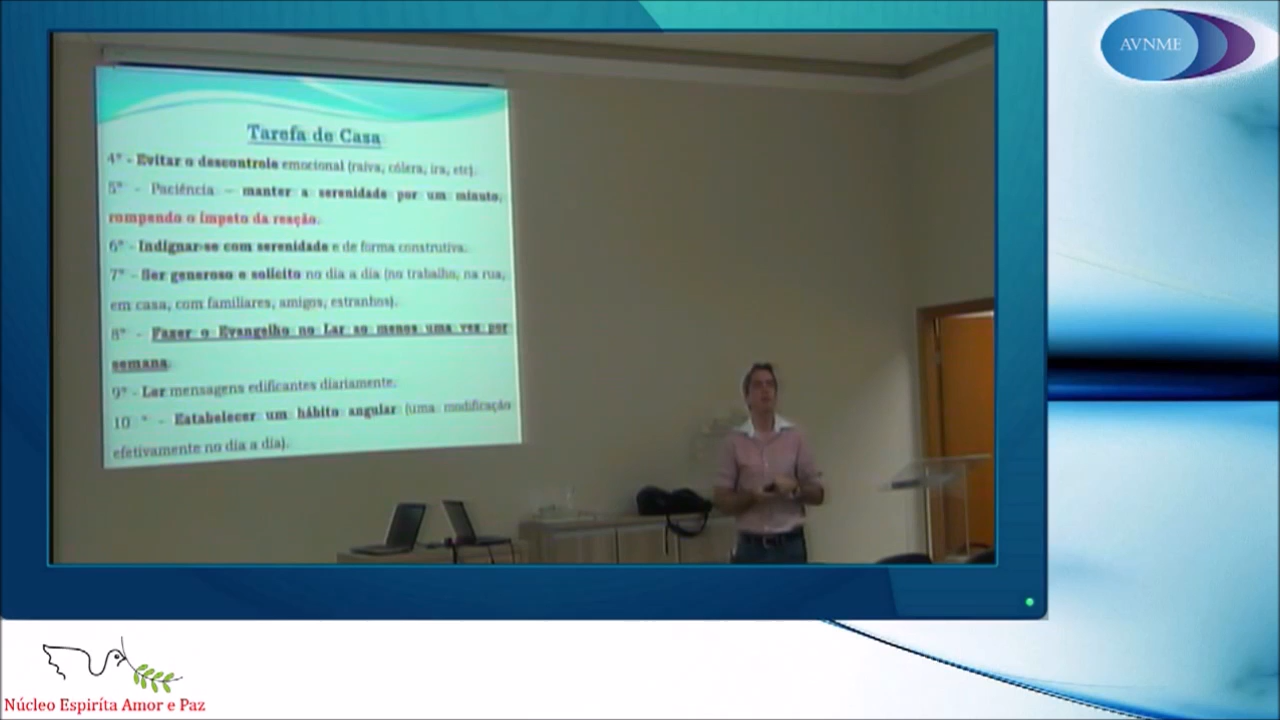 AVNME
Tarefa de Casa
4° - Evitar o descontrole emocional (raiva, cólera, ira, etc).
5° - Paciência – manter a serenidade por um minuto,
rompendo o ímpeto da reação.
6° - Indignar-se com serenidade e de forma construtiva.
7° - Ser generoso e solícito no dia a dia (no trabalho, na rua,
em casa, com familiares, amigos, estranhos).
8° - Fazer o Evangelho no Lar ao menos uma vez por
semana.
9° - Ler mensagens edificantes diariamente.
10 ° - Estabelecer um hábito angular (uma modificação
efetivamente no dia a dia).
Núcleo Espiríta Amor e Paz